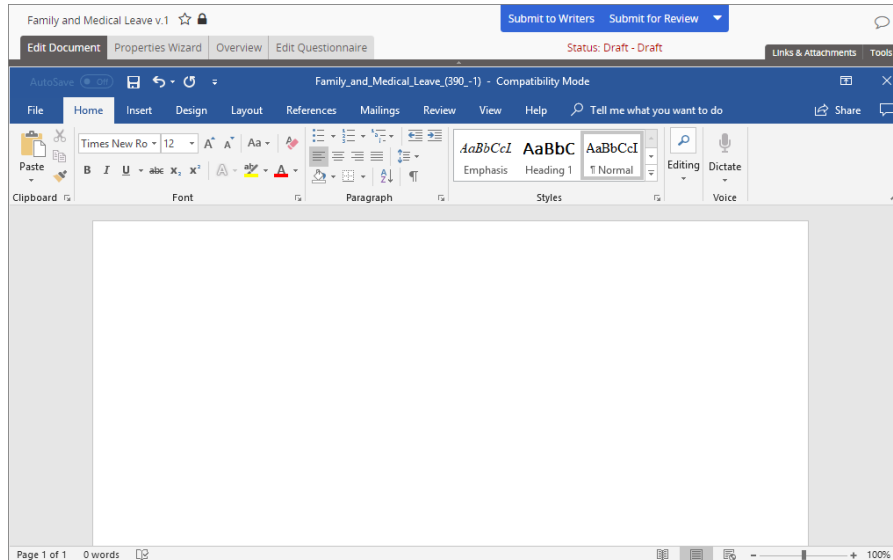 Family and Medical Leave v.1 Submit to Writers Submit for Review
Edit Document Properties Wizard Overview Edit Questionnaire Status: Draft - Draft Links & Attachments Tools
AutoSave Off Family_and_Medical_Leave_(390_-1) - Compatibility Mode
File Home Insert Design Layout References Mailings Review View Help Tell me what you want to do Share
Paste Times New Ro 12 A A Aa AaBbCcI AaBbC AaBbCcI Editing Dictate
B I U abc X₂ X² A aby A Emphasis Heading 1 ¶ Normal
Clipboard Font Paragraph Styles Voice
Page 1 of 1 0 words 100%